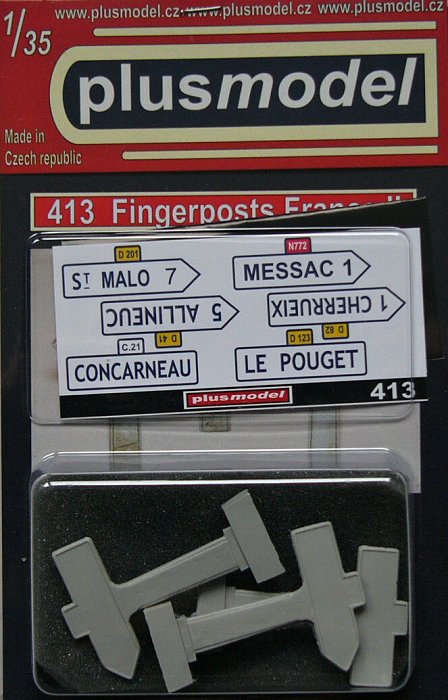 www.plusmodel.cz www.plusmodel.cz www.plusmodel.cz
1/35
plusmodel
Made in
Czech republic
413 Fingerposts
D 201
N772
ST MALO 7
MESSAC 1
5 ALLINEUC
1 CHERRUEIX
C.21
D 41
D 123
D 82
CONCARNEAU
LE POUGET
plusmodel
413